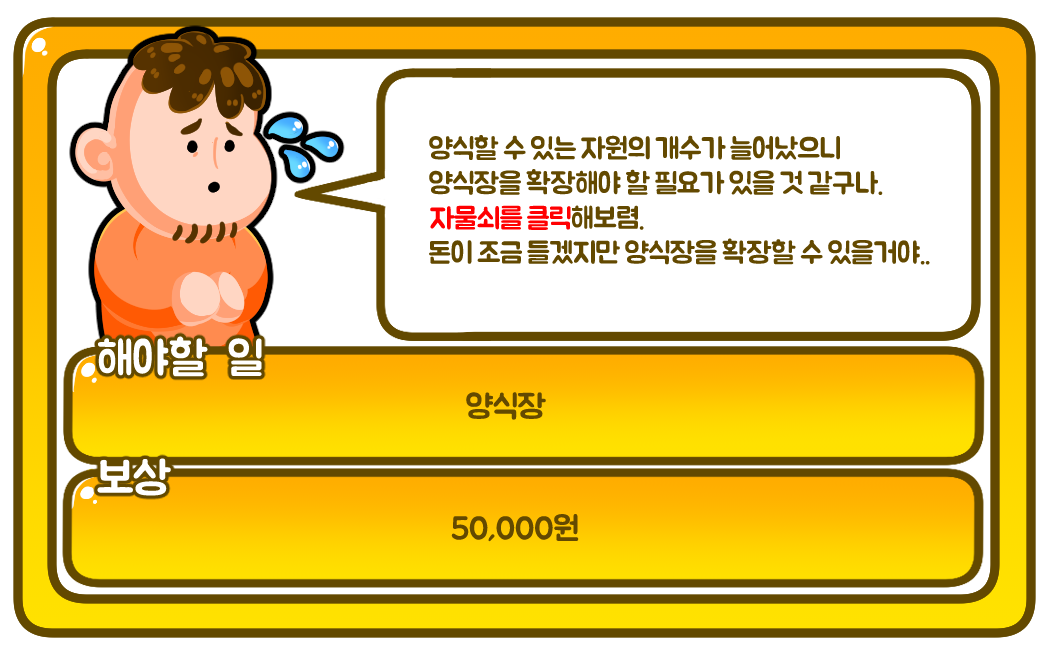 양식할 수 있는 자원의 개수가 늘어났으니
양식장을 확장해야 할 필요가 있을 것 같구나.
자물쇠를 클릭해보렴.
돈이 조금 들겠지만 양식장을 확장할 수 있을거야..
해야할 일
양식장
보상
50,000원